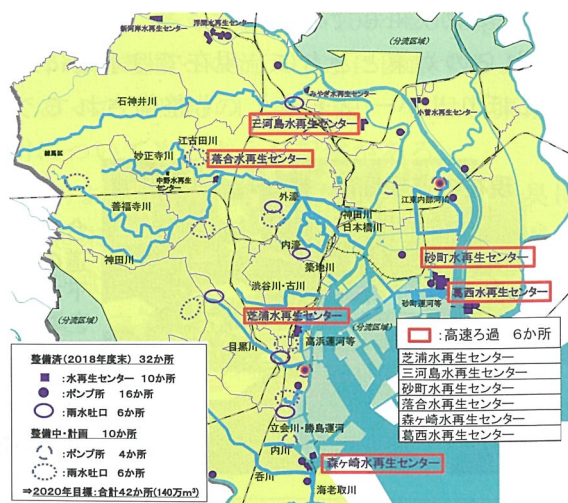 浮間水再生センター
新河岸水再生センター
(分流区域)
みやぎ水再生センター
小菅水再生センター
石神井川
三河島水再生センター
江古田川
練馬区
妙正寺川
落合水再生センター
中野水再生
センター
善福寺川
外濠
神田川
日本橋川
江東内部河川
神田川
内濠
築地川
砂町水再生センター
渋谷川・古川
砂町運河等
葛西水再生センター
芝浦水再生センター
(分流区域)
(分流区域)
目黒川
高浜運河等
立会川・勝島運河
内川
森ヶ崎水再生センター
呑川
海老取川
整備済(2018年度末) 32か所
:水再生センター 10か所
:ポンプ所 16か所
:雨水吐口 6か所
整備中・計画 10か所
:ポンプ所 4か所
:雨水吐口 6か所
⇒2020年目標:合計42か所(140万m³)
:高速ろ過 6か所
芝浦水再生センター
三河島水再生センター
砂町水再生センター
落合水再生センター
森ヶ崎水再生センター
葛西水再生センター